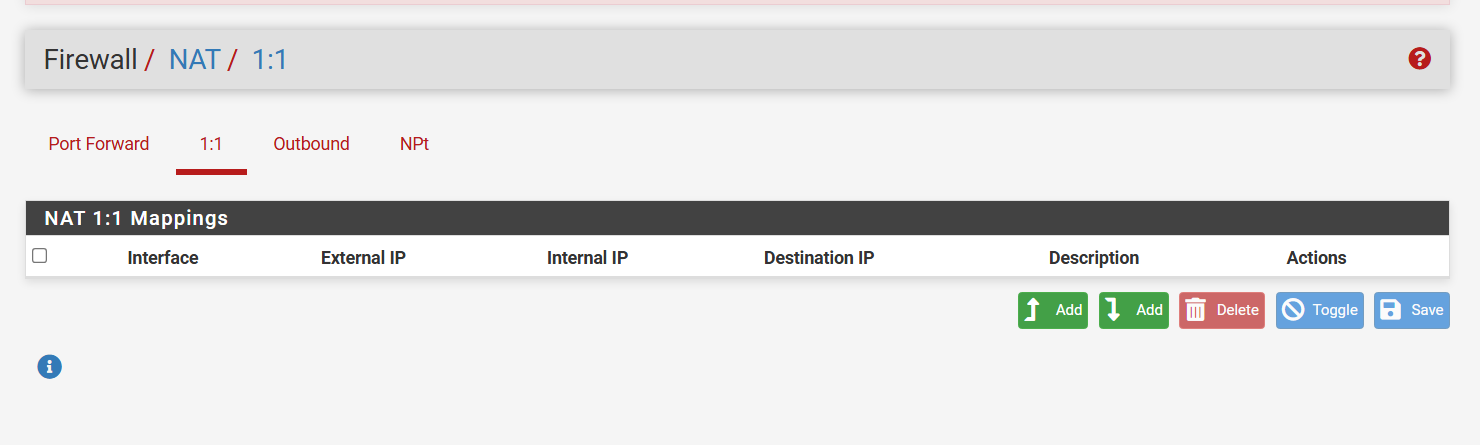 Firewall / NAT / 1:1
Port Forward 1:1 Outbound NPt
NAT 1:1 Mappings
Interface External IP Internal IP Destination IP Description Actions
Add Add Delete Toggle Save